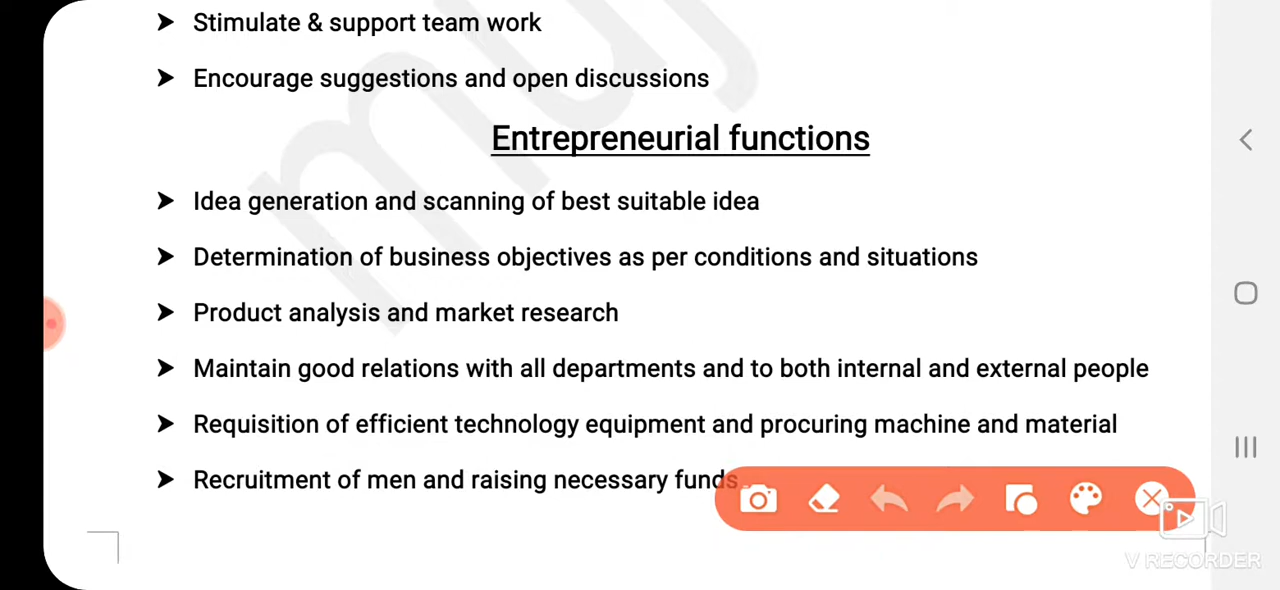 ➤ Stimulate & support team work
➤ Encourage suggestions and open discussions
Entrepreneurial functions
➤ Idea generation and scanning of best suitable idea
➤ Determination of business objectives as per conditions and situations
➤ Product analysis and market research
➤ Maintain good relations with all departments and to both internal and external people
➤ Requisition of efficient technology equipment and procuring machine and material
➤ Recruitment of men and raising necessary funds
V RECORDER